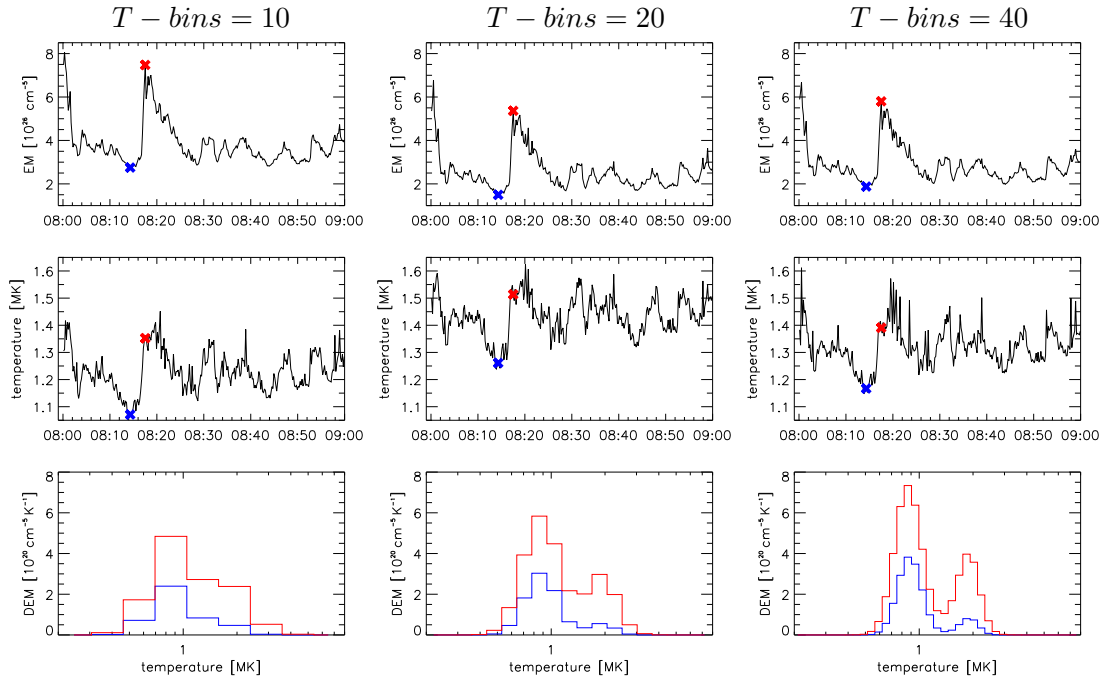 T − bins = 10 T − bins = 20 T − bins = 40
8 8 8
6 6 6
4 4 4
2 2 2
EM [10²⁶ cm⁻⁵] EM [10²⁶ cm⁻⁵] EM [10²⁶ cm⁻⁵]
08:00 08:10 08:20 08:30 08:40 08:50 09:00 08:00 08:10 08:20 08:30 08:40 08:50 09:00 08:00 08:10 08:20 08:30 08:40 08:50 09:00
1.6 1.6 1.6
1.5 1.5 1.5
1.4 1.4 1.4
1.3 1.3 1.3
1.2 1.2 1.2
1.1 1.1 1.1
temperature [MK] temperature [MK] temperature [MK]
08:00 08:10 08:20 08:30 08:40 08:50 09:00 08:00 08:10 08:20 08:30 08:40 08:50 09:00 08:00 08:10 08:20 08:30 08:40 08:50 09:00
8 8 8
6 6 6
4 4 4
2 2 2
0 0 0
DEM [10²⁰ cm⁻⁵ K⁻¹] DEM [10²⁰ cm⁻⁵ K⁻¹] DEM [10²⁰ cm⁻⁵ K⁻¹]
1 1 1
temperature [MK] temperature [MK] temperature [MK]